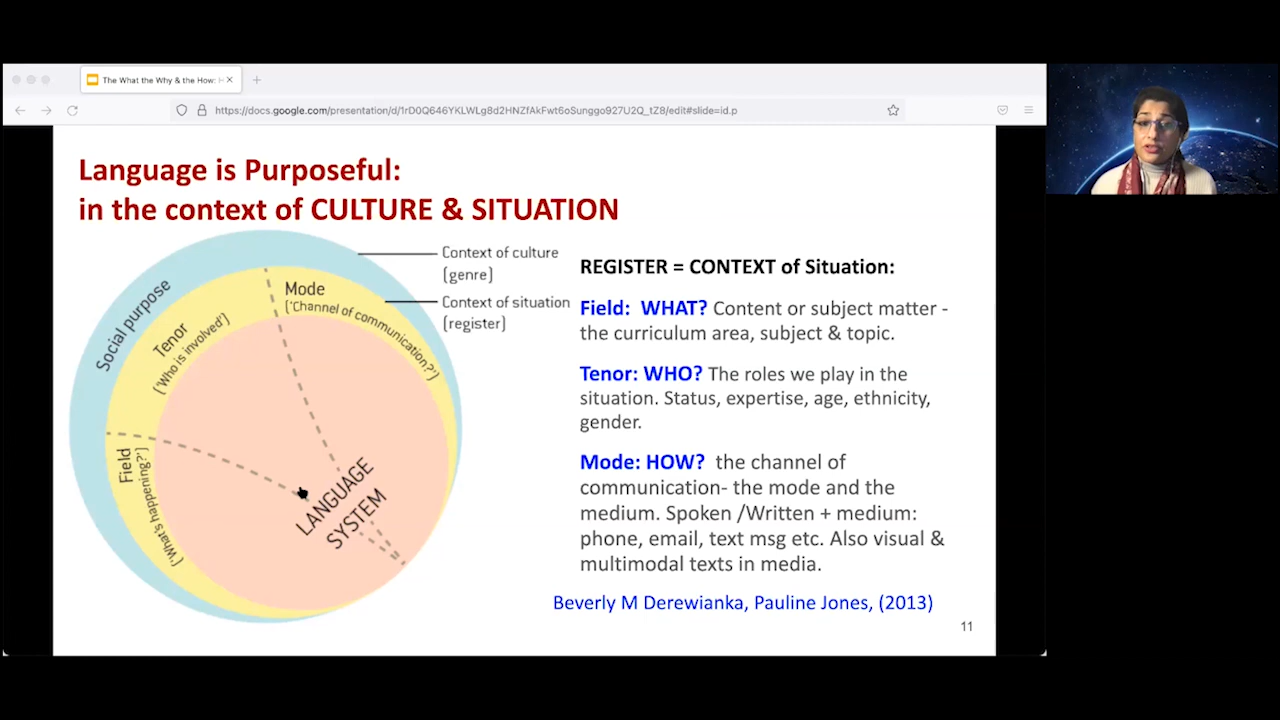 The What the Why & the How: H
https://docs.google.com/presentation/d/1rD0Q646YKLWLg8d2HNZfAkFwt6oSunggo927U2Q_tZ8/edit#slide=id.p
Language is Purposeful:
in the context of CULTURE & SITUATION
Context of culture
(genre)
Context of situation
(register)
Social purpose
Tenor
('Who is involved')
Mode
('Channel of communication?')
Field
('What's happening?')
LANGUAGE
SYSTEM
REGISTER = CONTEXT of Situation:
Field: WHAT? Content or subject matter -
the curriculum area, subject & topic.
Tenor: WHO? The roles we play in the
situation. Status, expertise, age, ethnicity,
gender.
Mode: HOW? the channel of
communication- the mode and the
medium. Spoken /Written + medium:
phone, email, text msg etc. Also visual &
multimodal texts in media.
Beverly M Derewianka, Pauline Jones, (2013)
11